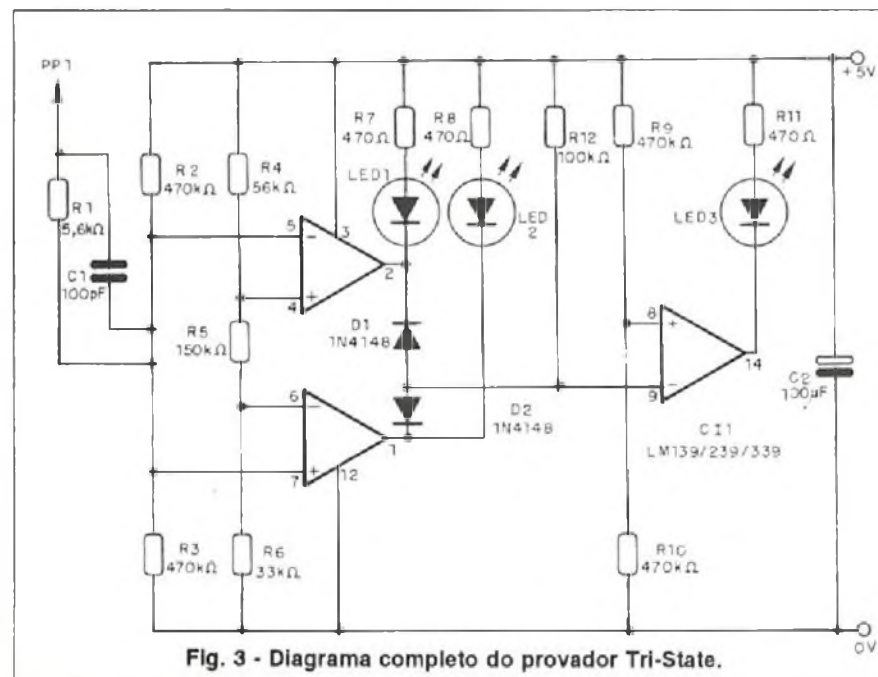 PP1
+5V
R1
5,6kΩ
C1
100pF
R2
470kΩ
R4
56kΩ
R5
150kΩ
R3
470kΩ
R6
33kΩ
5
4
3
2
6
7
12
1
-
+
-
+
R7
470Ω
R8
470Ω
LED1
LED
2
D1
1N4148
D2
1N4148
R12
100kΩ
R9
470kΩ
R11
470Ω
LED3
8
9
14
+
-
CI1
LM139/239/339
C2
100µF
R10
470kΩ
0V
Fig. 3 - Diagrama completo do provador Tri-State.